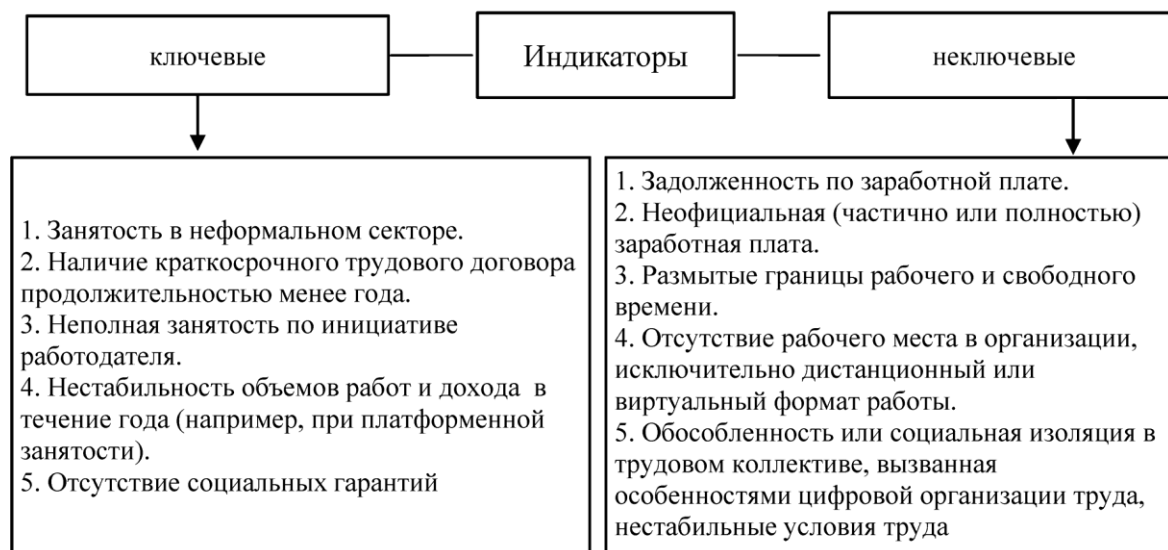 ключевые
Индикаторы
неключевые
1. Занятость в неформальном секторе.
2. Наличие краткосрочного трудового договора
продолжительностью менее года.
3. Неполная занятость по инициативе
работодателя.
4. Нестабильность объемов работ и дохода в
течение года (например, при платформенной
занятости).
5. Отсутствие социальных гарантий
1. Задолженность по заработной плате.
2. Неофициальная (частично или полностью)
заработная плата.
3. Размытые границы рабочего и свободного
времени.
4. Отсутствие рабочего места в организации,
исключительно дистанционный или
виртуальный формат работы.
5. Обособленность или социальная изоляция в
трудовом коллективе, вызванная
особенностями цифровой организации труда,
нестабильные условия труда